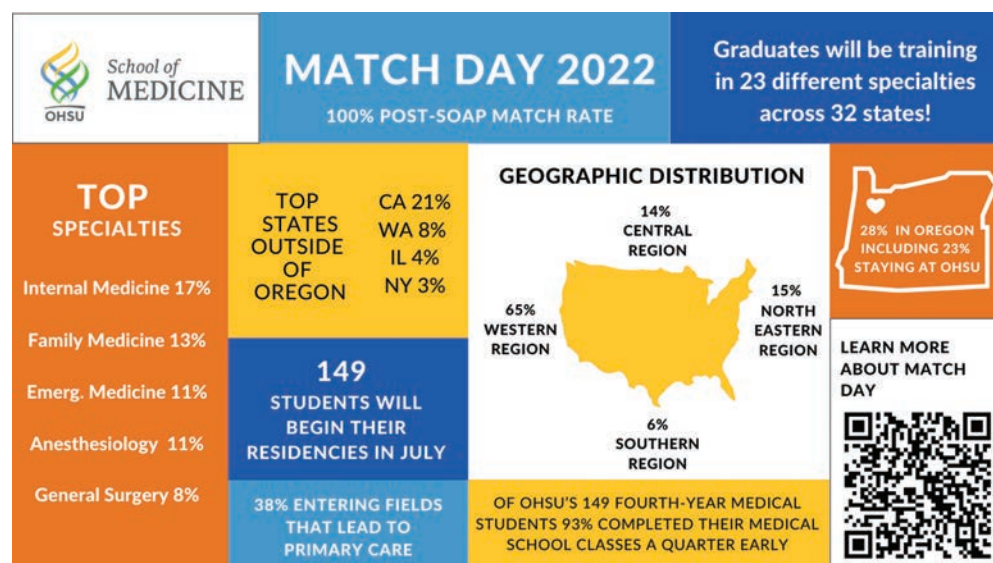 OHSU
School of
MEDICINE
MATCH DAY 2022
100% POST-SOAP MATCH RATE
Graduates will be training
in 23 different specialties
across 32 states!
TOP
SPECIALTIES
Internal Medicine 17%
Family Medicine 13%
Emerg. Medicine 11%
Anesthesiology 11%
General Surgery 8%
TOP
STATES
OUTSIDE
OF
OREGON
CA 21%
WA 8%
IL 4%
NY 3%
149
STUDENTS WILL
BEGIN THEIR
RESIDENCIES IN JULY
38% ENTERING FIELDS
THAT LEAD TO
PRIMARY CARE
GEOGRAPHIC DISTRIBUTION
14%
CENTRAL
REGION
65%
WESTERN
REGION
15%
NORTH
EASTERN
REGION
6%
SOUTHERN
REGION
OF OHSU'S 149 FOURTH-YEAR MEDICAL
STUDENTS 93% COMPLETED THEIR MEDICAL
SCHOOL CLASSES A QUARTER EARLY
28% IN OREGON
INCLUDING 23%
STAYING AT OHSU
LEARN MORE
ABOUT MATCH
DAY